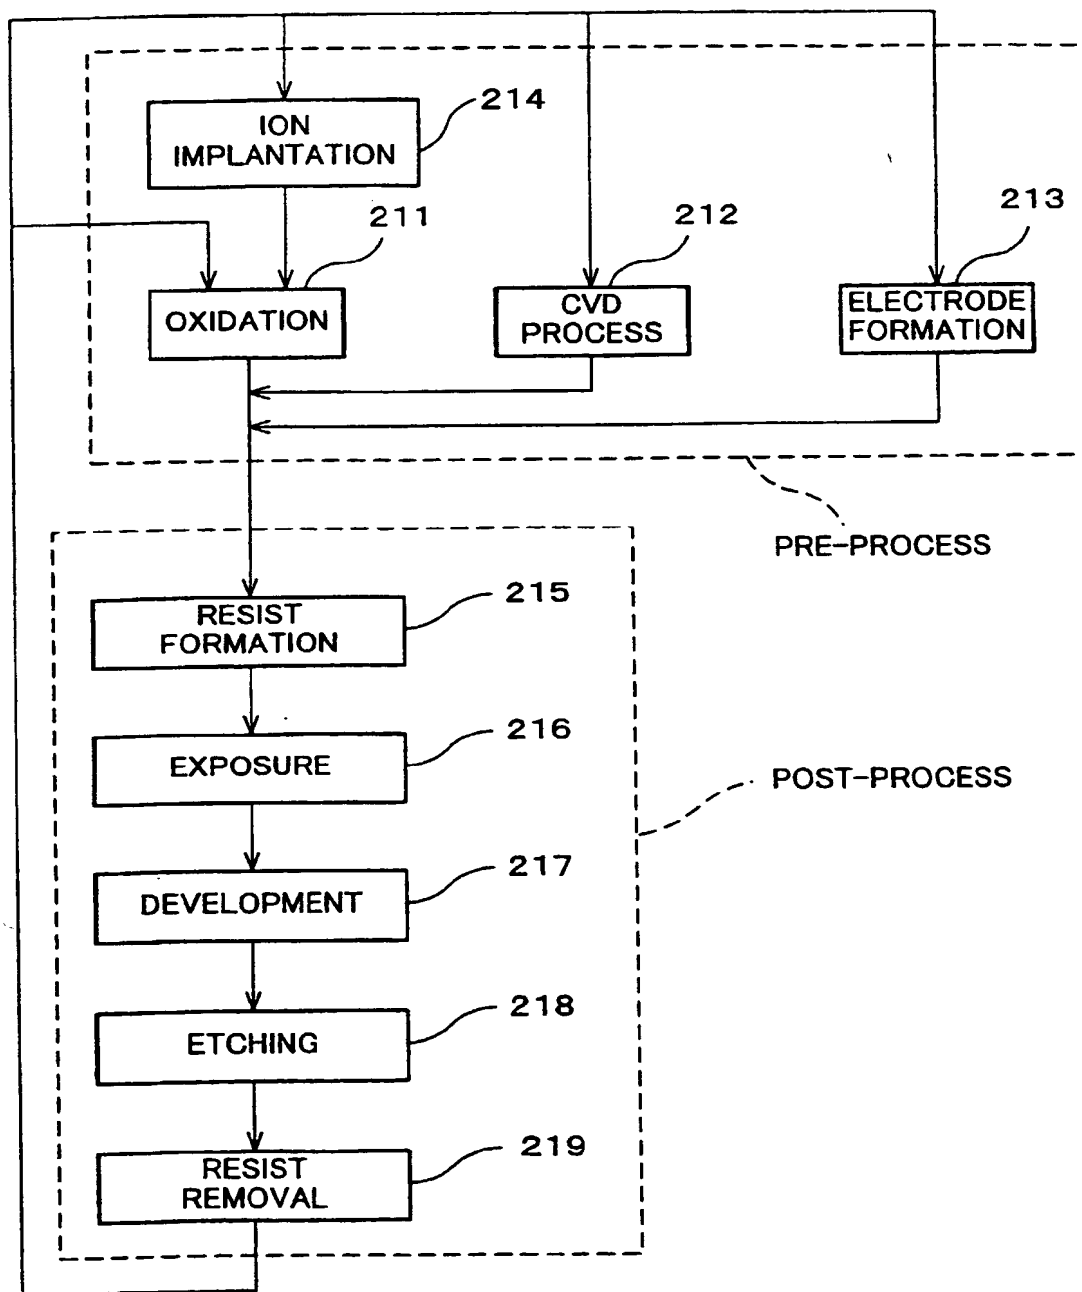 214
ION
IMPLANTATION
211
212
213
OXIDATION
CVD
PROCESS
ELECTRODE
FORMATION
PRE-PROCESS
215
RESIST
FORMATION
216
EXPOSURE
POST-PROCESS
217
DEVELOPMENT
218
ETCHING
219
RESIST
REMOVAL